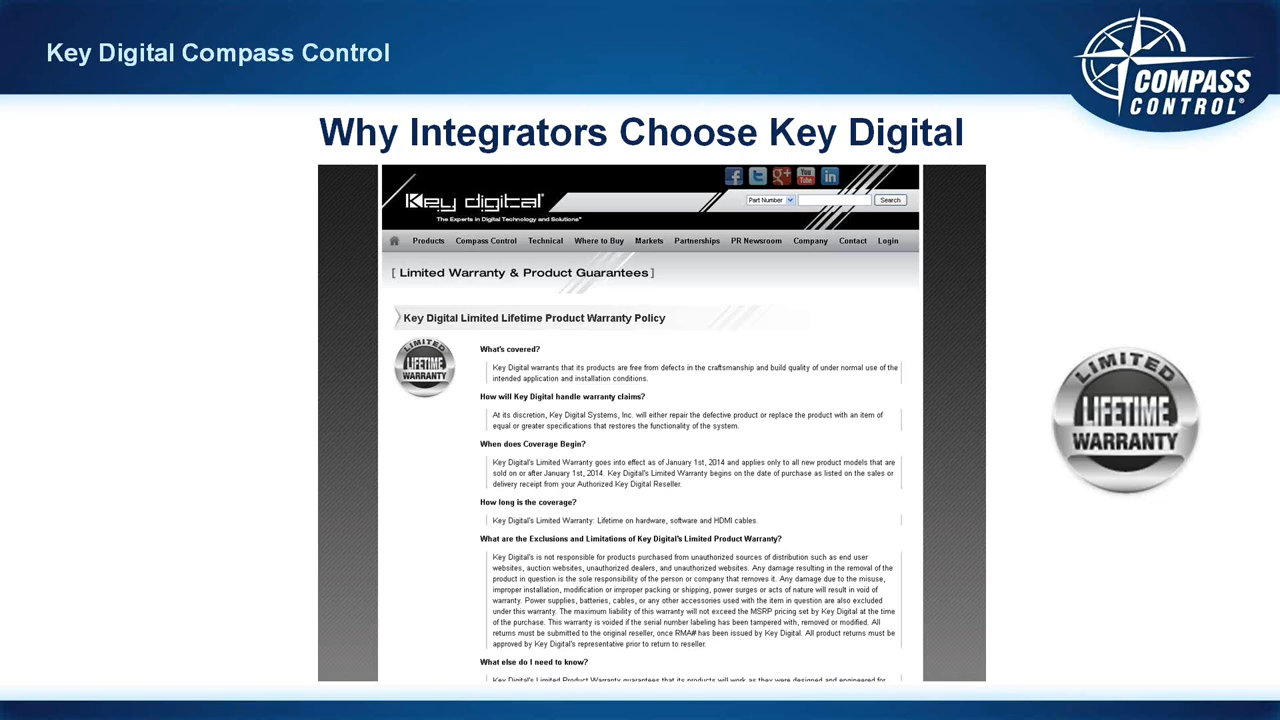 Key Digital Compass Control
COMPASS
CONTROL®
Why Integrators Choose Key Digital
Key digital®
The Experts in Digital Technology and Solutions™
Part Number
Search
Products Compass Control Technical Where to Buy Markets Partnerships PR Newsroom Company Contact Login
[ Limited Warranty & Product Guarantees ]
Key Digital Limited Lifetime Product Warranty Policy
LIMITED
LIFETIME
WARRANTY
What's covered?
Key Digital warrants that its products are free from defects in the craftsmanship and build quality of under normal use of the
intended application and installation conditions.
How will Key Digital handle warranty claims?
At its discretion, Key Digital Systems, Inc. will either repair the defective product or replace the product with an item of
equal or greater specifications that restores the functionality of the system.
When does Coverage Begin?
Key Digital's Limited Warranty goes into effect as of January 1st, 2014 and applies only to all new product models that are
sold on or after January 1st, 2014. Key Digital's Limited Warranty begins on the date of purchase as listed on the sales or
delivery receipt from your Authorized Key Digital Reseller.
How long is the coverage?
Key Digital's Limited Warranty: Lifetime on hardware, software and HDMI cables.
What are the Exclusions and Limitations of Key Digital's Limited Product Warranty?
Key Digital's is not responsible for products purchased from unauthorized sources of distribution such as end user
websites, auction websites, unauthorized dealers, and unauthorized websites. Any damage resulting in the removal of the
product in question is the sole responsibility of the person or company that removes it. Any damage due to the misuse,
improper installation, modification or improper packing or shipping, power surges or acts of nature will result in void of
warranty. Power supplies, batteries, cables, or any other accessories used with the item in question are also excluded
under this warranty. The maximum liability of this warranty will not exceed the MSRP pricing set by Key Digital at the time
of the purchase. This warranty is voided if the serial number labeling has been tampered with, removed or modified. All
returns must be submitted to the original reseller, once RMA# has been issued by Key Digital. All product returns must be
approved by Key Digital's representative prior to return to reseller.
What else do I need to know?
Key Digital's Limited Product Warranty guarantees that its products will work as they were designed and engineered for
LIMITED
LIFETIME
WARRANTY